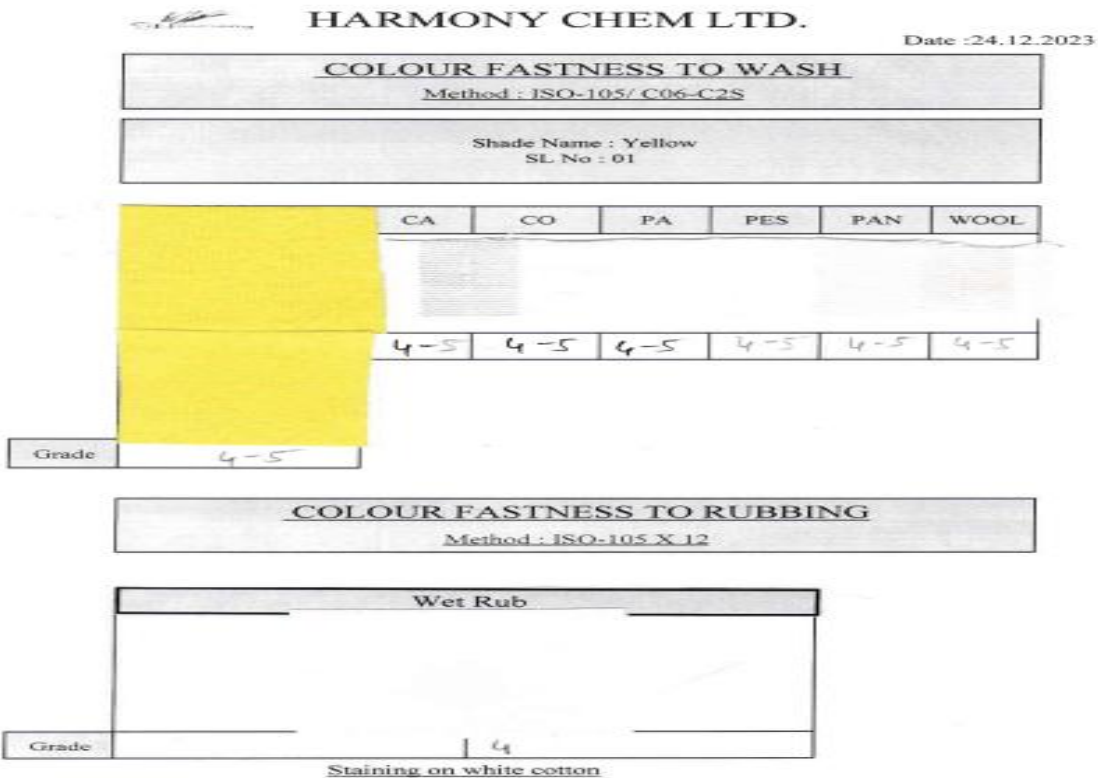 HARMONY CHEM LTD.
Date :24.12.2023
COLOUR FASTNESS TO WASH
Method : ISO-105/ C06-C2S
Shade Name : Yellow
SL No : 01
CA CO PA PES PAN WOOL
4-5 4-5 4-5 4-5 4-5 4-5
Grade 4-5
COLOUR FASTNESS TO RUBBING
Method : ISO-105 X 12
Wet Rub
Grade 4
Staining on white cotton